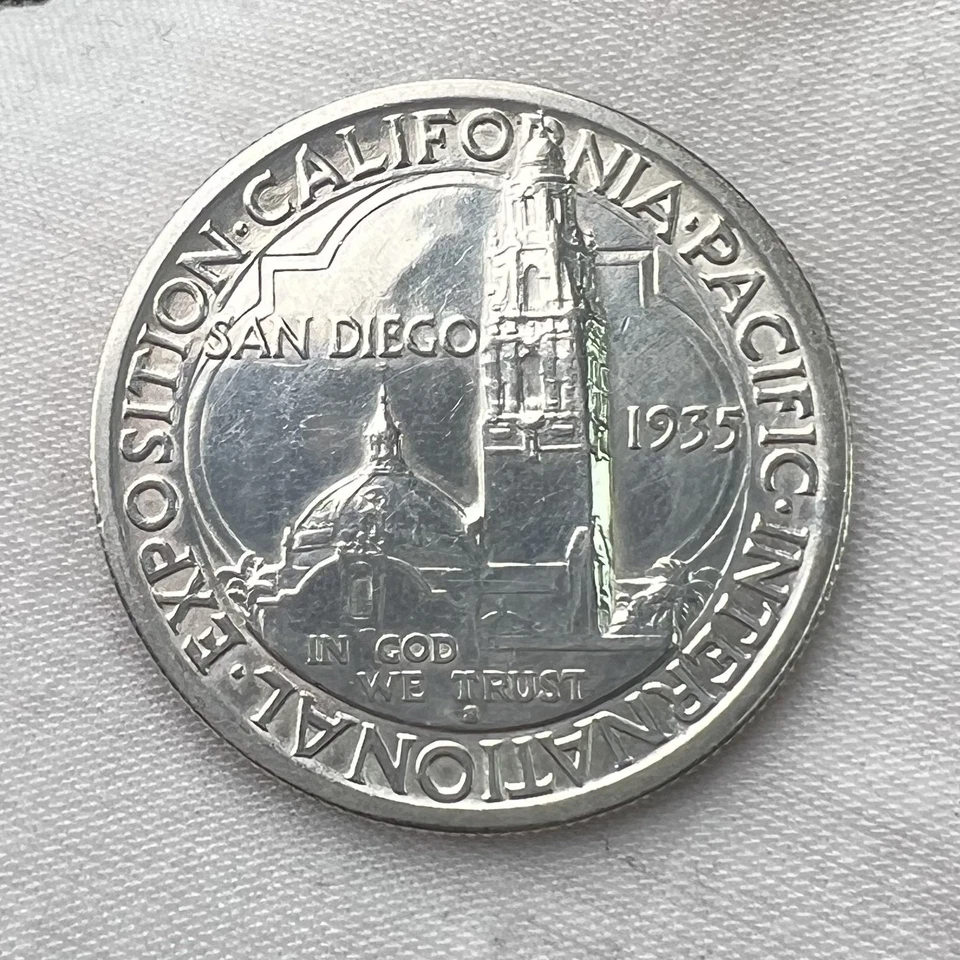 CALIFORNIA · PACIFIC · INTERNATIONAL · EXPOSITION ·
SAN DIEGO
1935
IN GOD
WE TRUST
S